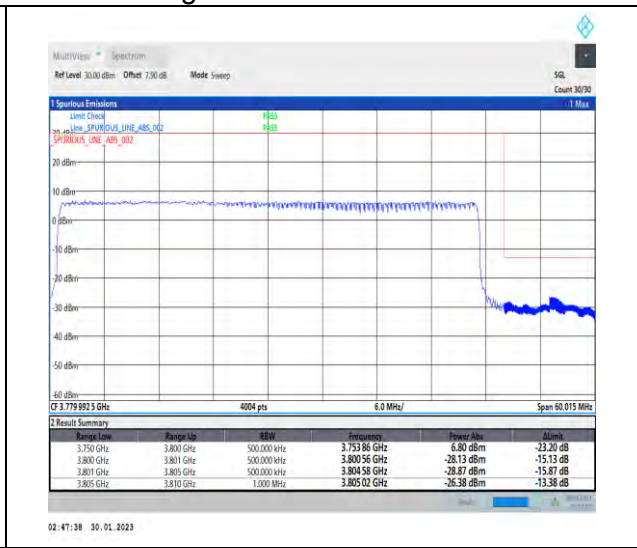 MultiView Spectrum
Ref Level 30.00 dBm Offset 7.90 dB Mode Sweep SGL
Count 30/30
1 Spurious Emissions 1 Max
Limit Check PASS
Line _SPURIOUS_LINE_ABS_002 PASS
_SPURIOUS_LINE_ABS_002
20 dBm
10 dBm
0 dBm
-10 dBm
-20 dBm
-30 dBm
-40 dBm
-50 dBm
-60 dBm
CF 3.779 992 5 GHz 4004 pts 6.0 MHz/ Span 60.015 MHz
2 Result Summary
Range Low Range Up RBW Frequency Power Abs ΔLimit
3.750 GHz 3.800 GHz 500.000 kHz 3.753 86 GHz 6.80 dBm -23.20 dB
3.800 GHz 3.801 GHz 500.000 kHz 3.800 56 GHz -28.13 dBm -15.13 dB
3.801 GHz 3.805 GHz 500.000 kHz 3.804 58 GHz -28.87 dBm -15.87 dB
3.805 GHz 3.810 GHz 1.000 MHz 3.805 02 GHz -26.38 dBm -13.38 dB
02:47:38 30.01.2023